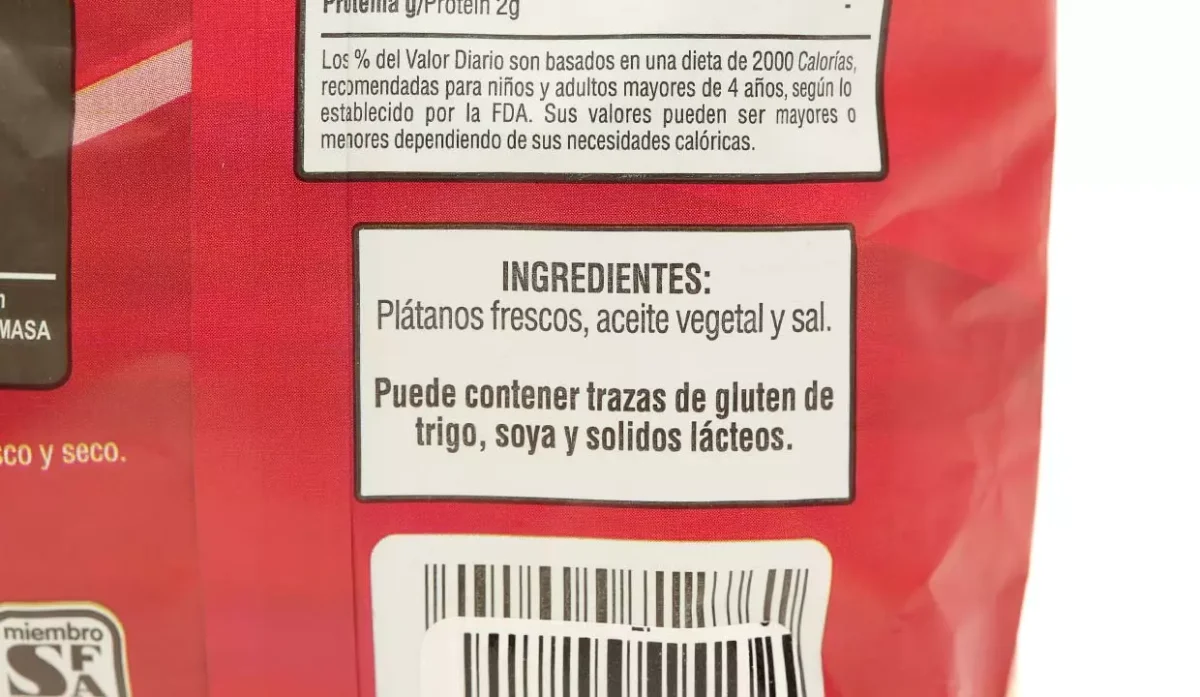 Proteína g/Protein 2g
-
Los % del Valor Diario son basados en una dieta de 2000 Calorías,
recomendadas para niños y adultos mayores de 4 años, según lo
establecido por la FDA. Sus valores pueden ser mayores o
menores dependiendo de sus necesidades calóricas.
INGREDIENTES:
Plátanos frescos, aceite vegetal y sal.
Puede contener trazas de gluten de
trigo, soya y solidos lácteos.
MASA
sco y seco.
miembro
SFA